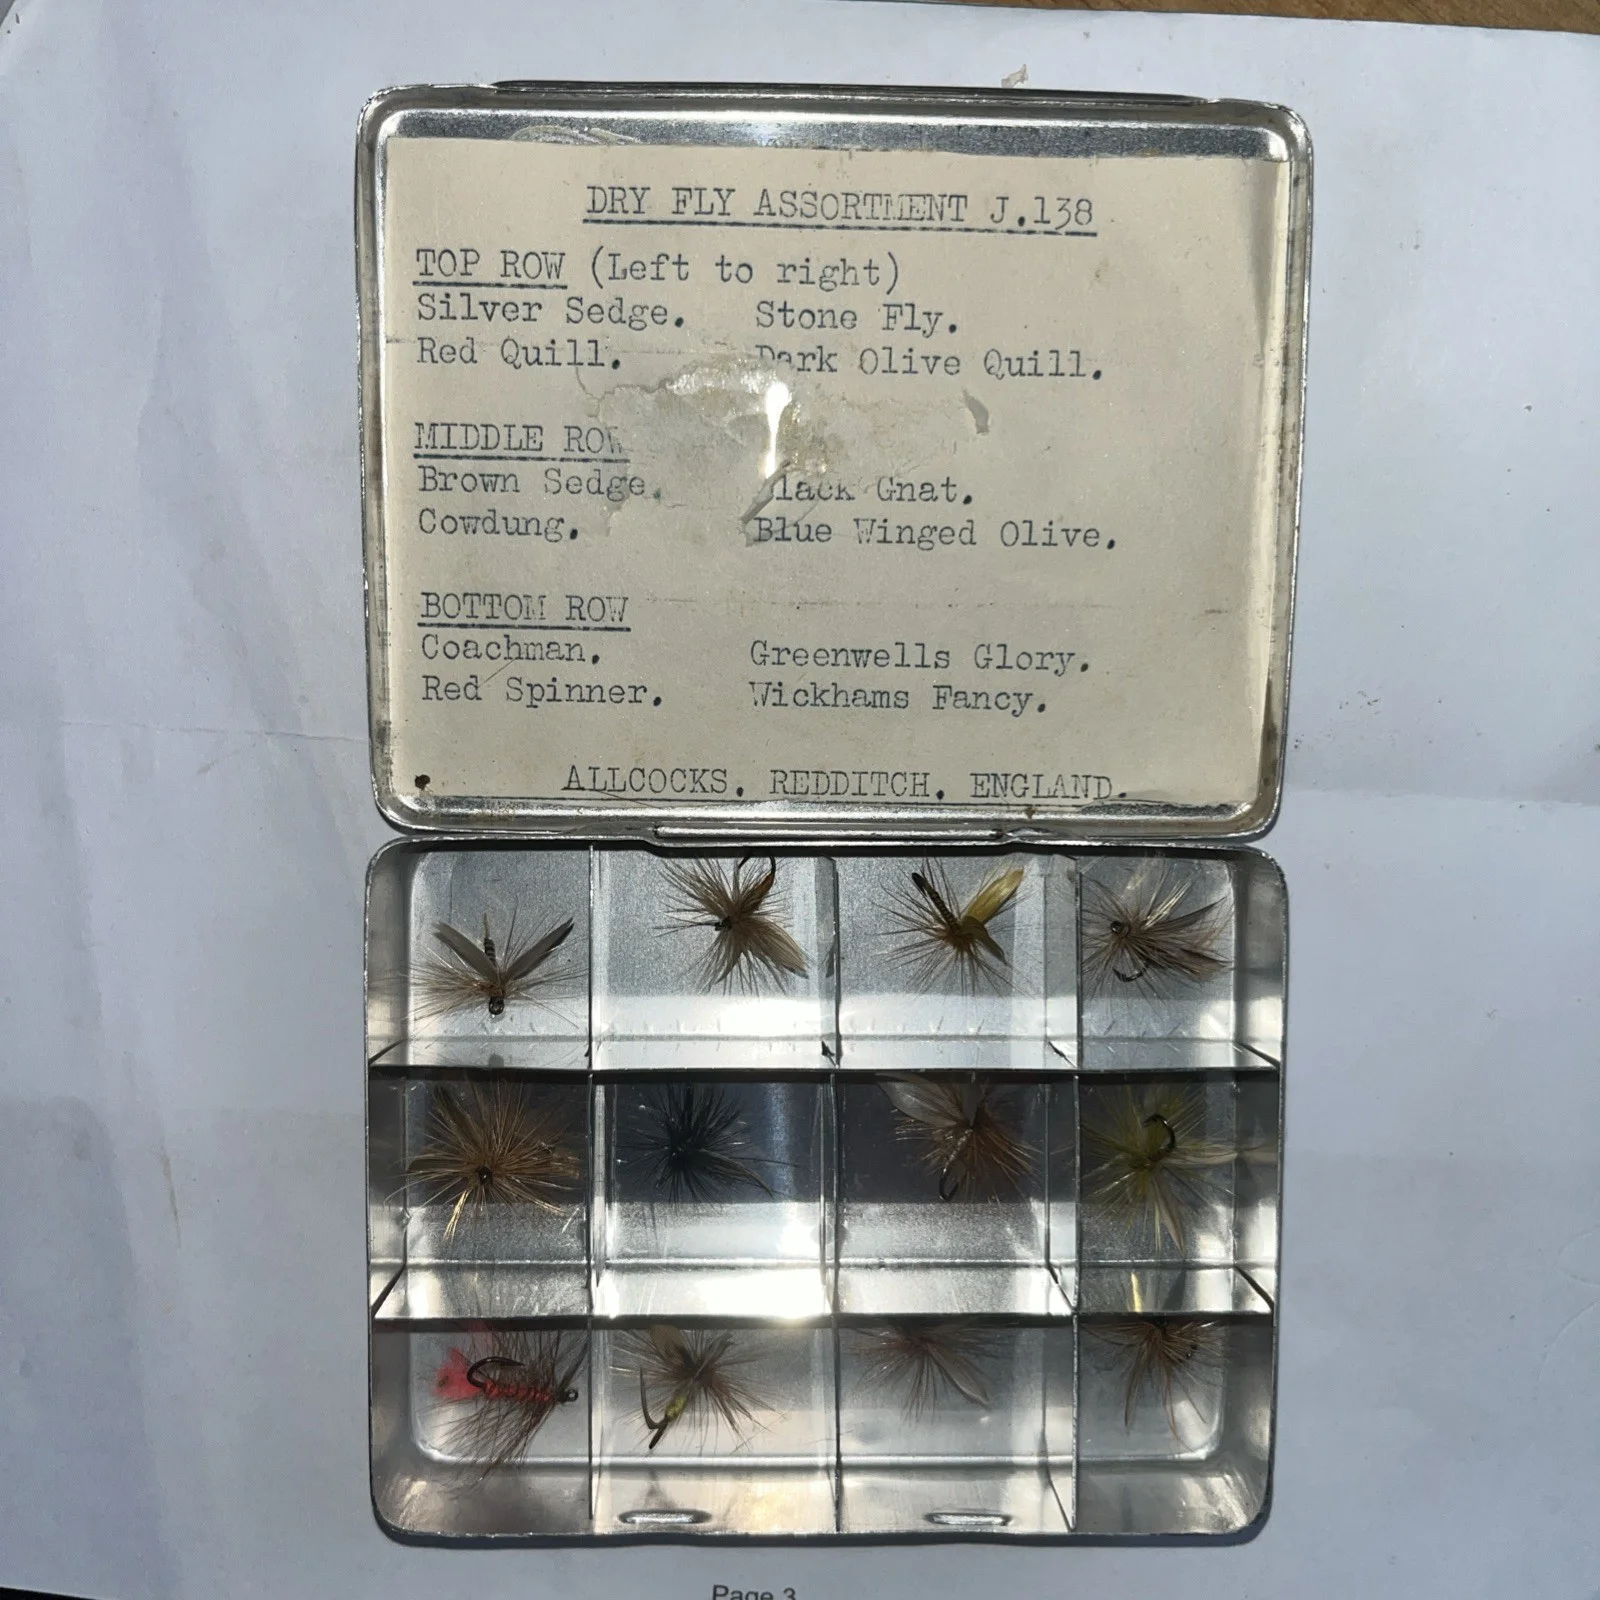 DRY FLY ASSORTMENT J.138
TOP ROW (Left to right)
Silver Sedge. Stone Fly.
Red Quill. Dark Olive Quill.
MIDDLE ROW
Brown Sedge. Black Gnat.
Cowdung. Blue Winged Olive.
BOTTOM ROW
Coachman. Greenwells Glory.
Red Spinner. Wickhams Fancy.
ALLCOCKS. REDDITCH. ENGLAND.
Page 3